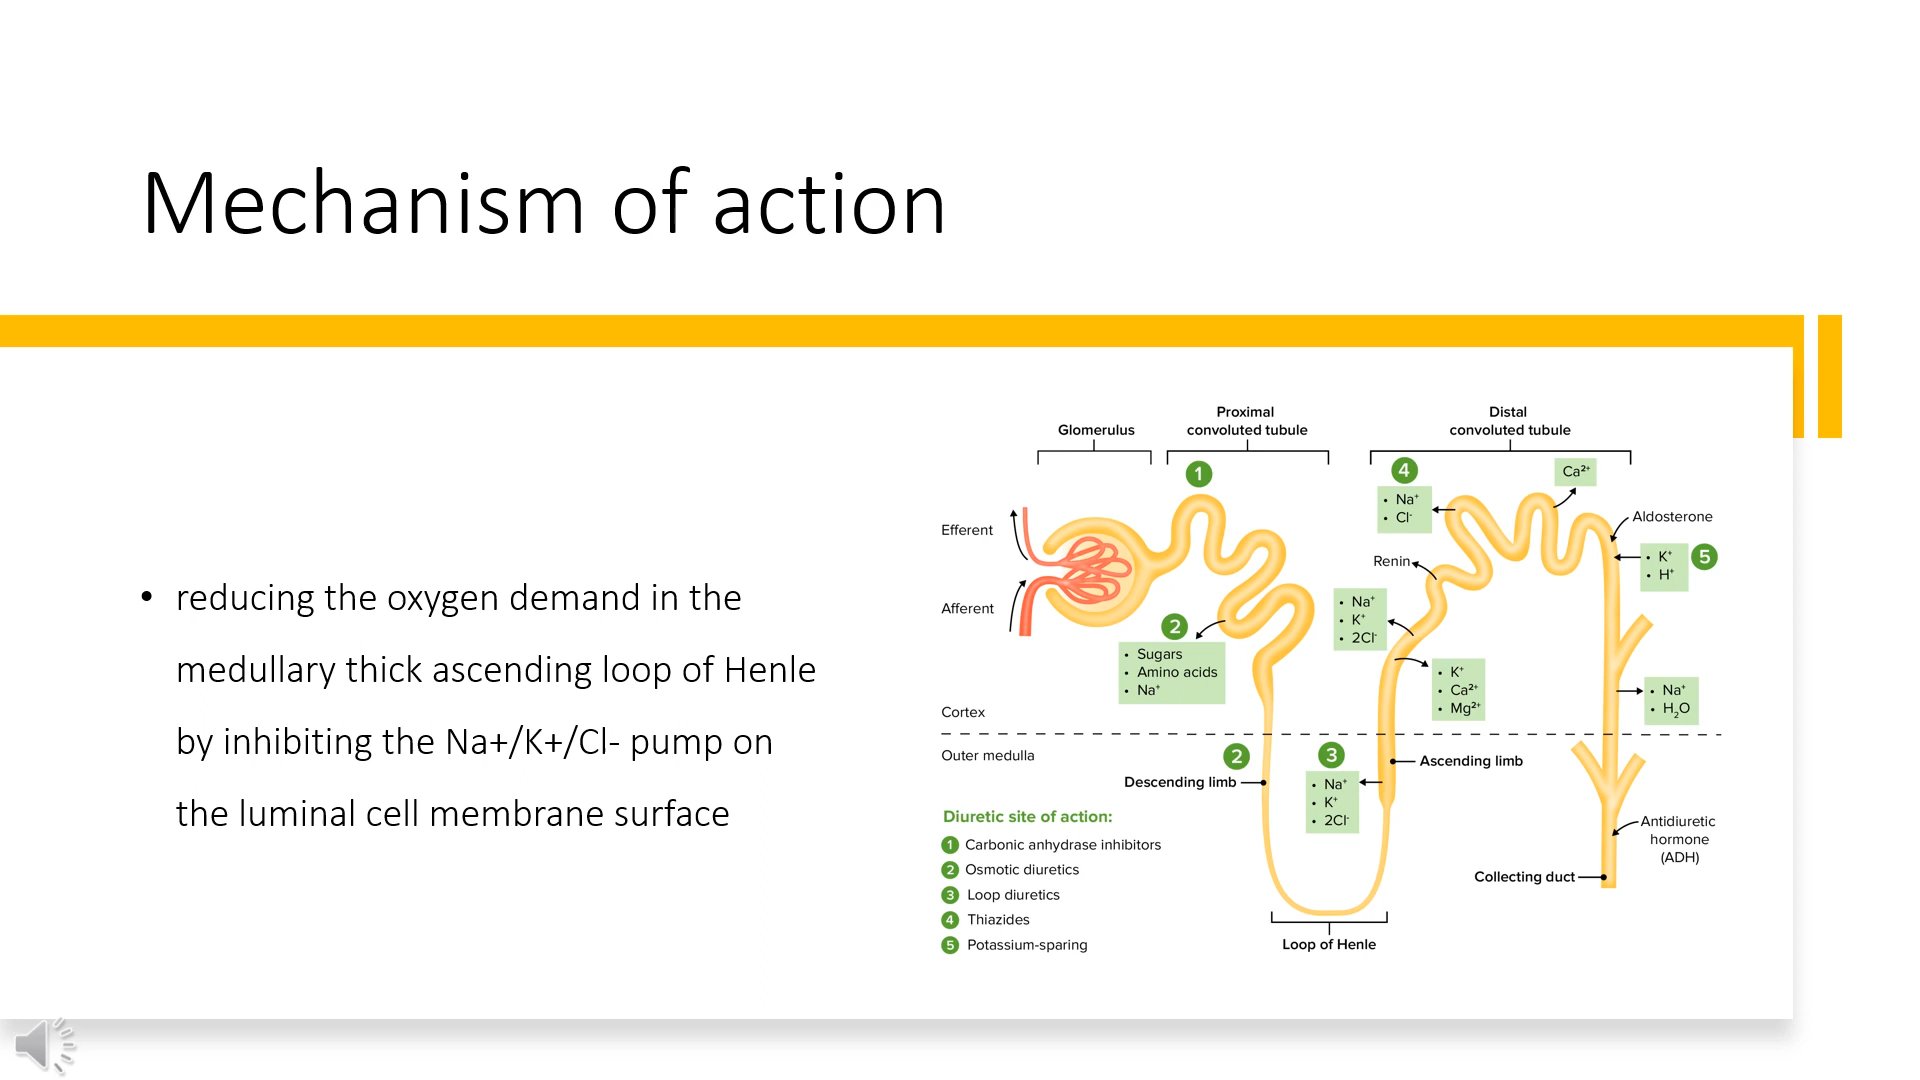 Mechanism of action
• reducing the oxygen demand in the
medullary thick ascending loop of Henle
by inhibiting the Na+/K+/Cl- pump on
the luminal cell membrane surface
Glomerulus
Proximal
convoluted tubule
Distal
convoluted tubule
1
4
• Na⁺
• Cl⁻
Ca²⁺
Aldosterone
Efferent
Renin
• K⁺
• H⁺
5
Afferent
• Na⁺
• K⁺
• 2Cl⁻
2
• Sugars
• Amino acids
• Na⁺
• K⁺
• Ca²⁺
• Mg²⁺
• Na⁺
• H₂O
Cortex
Outer medulla
2
3
Descending limb
• Na⁺
• K⁺
• 2Cl⁻
Ascending limb
Antidiuretic
hormone
(ADH)
Collecting duct
Loop of Henle
Diuretic site of action:
1 Carbonic anhydrase inhibitors
2 Osmotic diuretics
3 Loop diuretics
4 Thiazides
5 Potassium-sparing